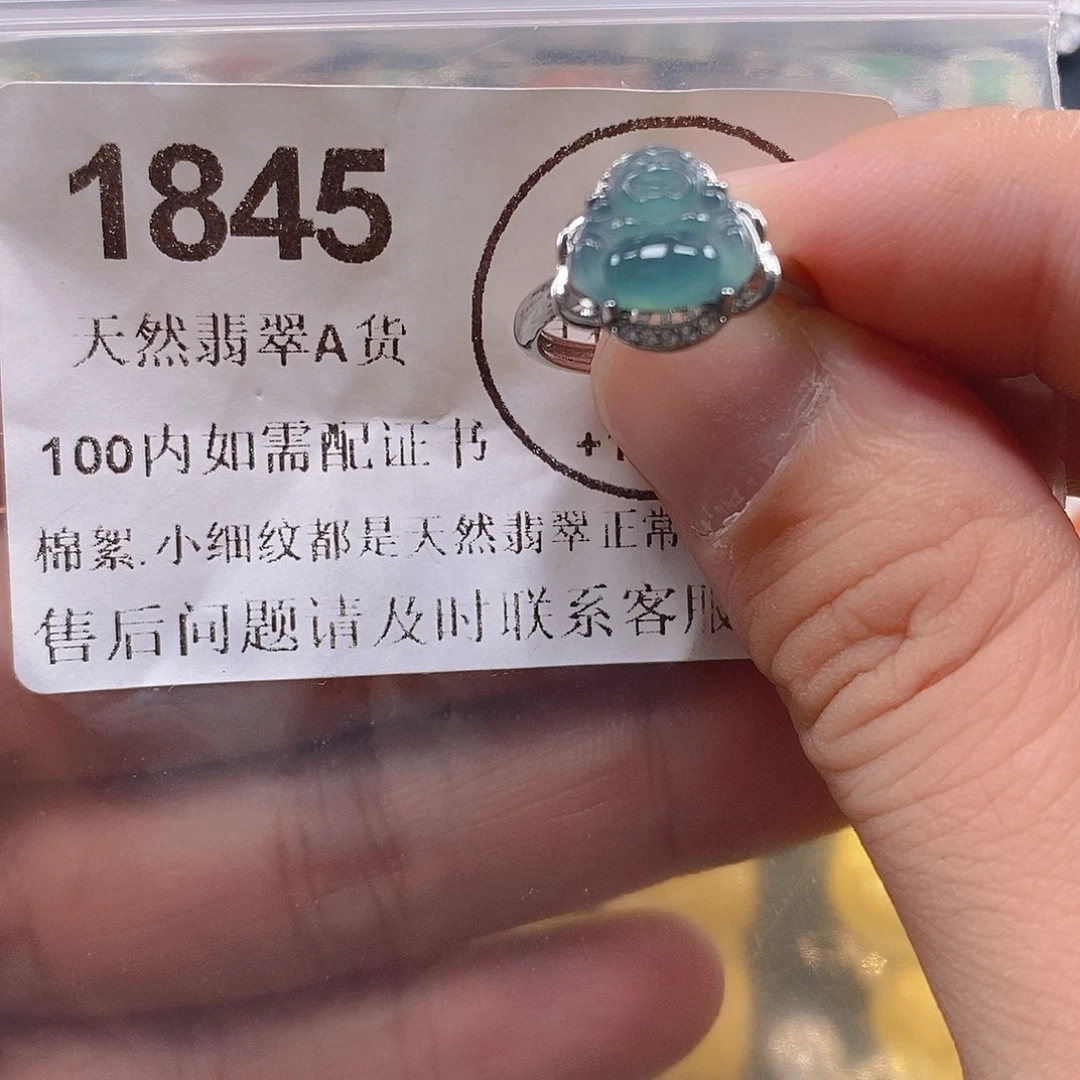 1845
天然翡翠A货
100内如需配证书
棉絮.小细纹都是天然翡翠正常
售后问题请及时联系客服